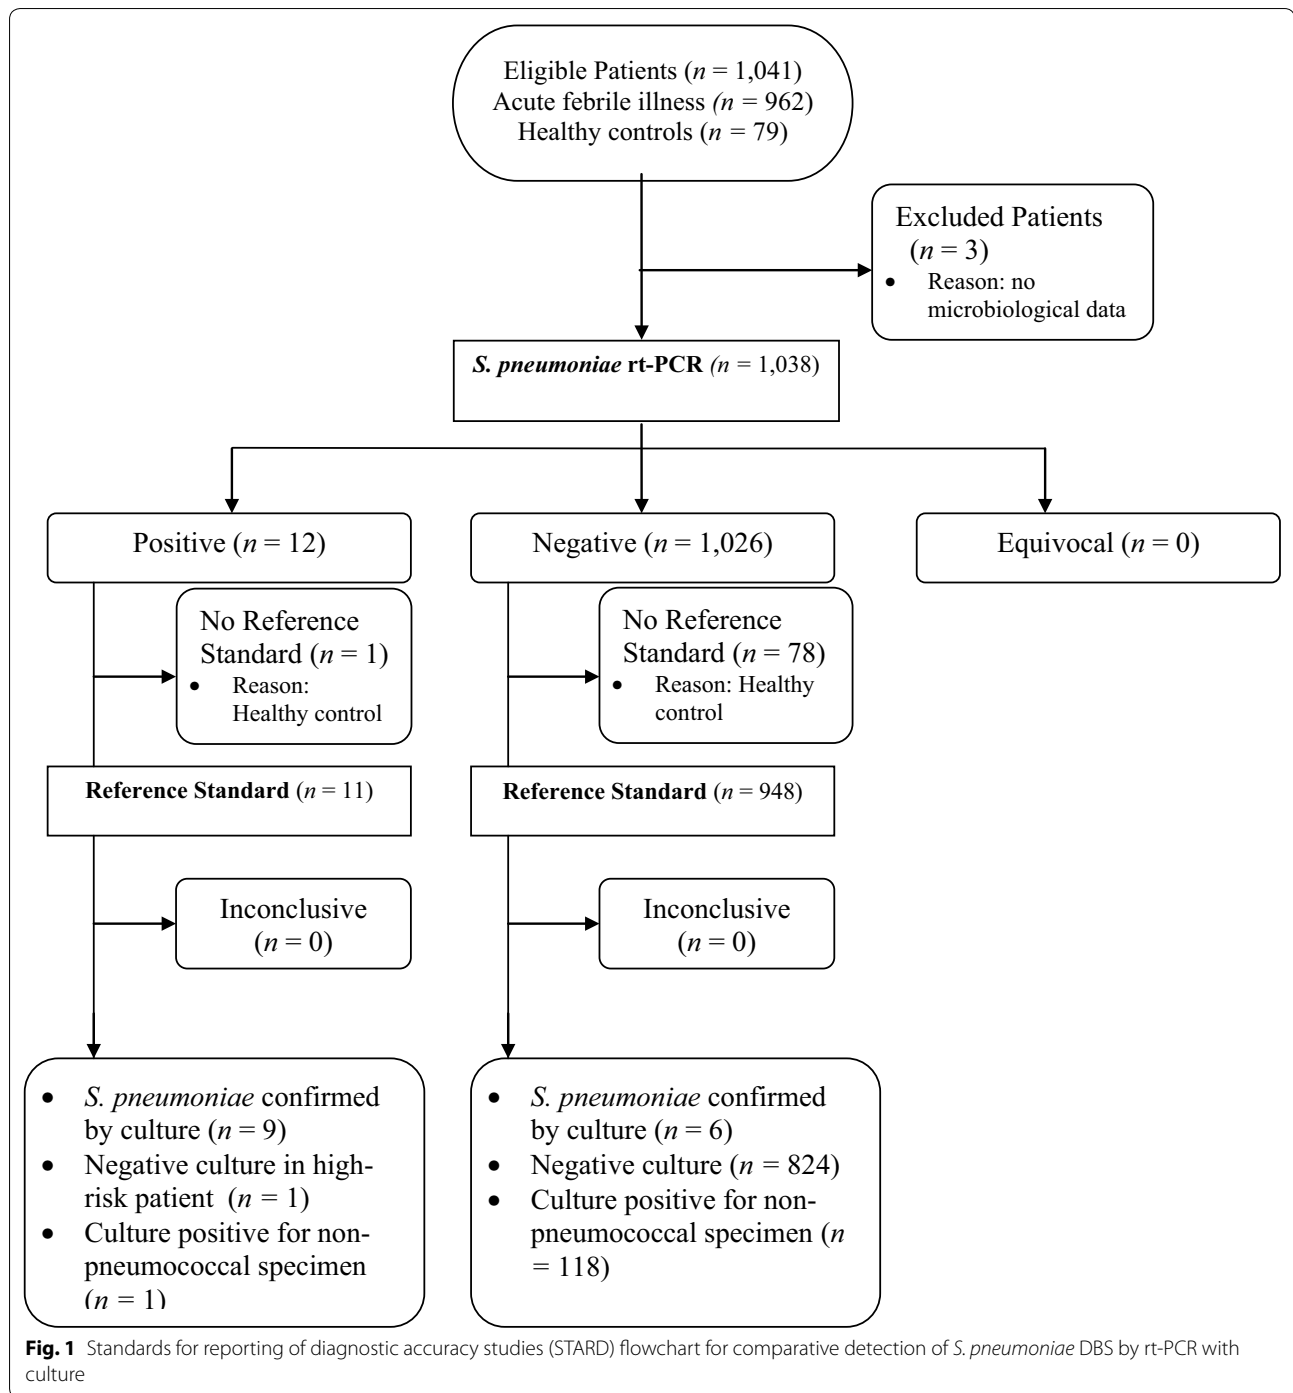 Eligible Patients (n = 1,041)
Acute febrile illness (n = 962)
Healthy controls (n = 79)
Excluded Patients
(n = 3)
• Reason: no
microbiological data
S. pneumoniae rt-PCR (n = 1,038)
Positive (n = 12)
Negative (n = 1,026)
Equivocal (n = 0)
No Reference
Standard (n = 1)
• Reason:
Healthy control
No Reference
Standard (n = 78)
• Reason: Healthy
control
Reference Standard (n = 11)
Reference Standard (n = 948)
Inconclusive
(n = 0)
Inconclusive
(n = 0)
• S. pneumoniae confirmed
by culture (n = 9)
• Negative culture in high-
risk patient (n = 1)
• Culture positive for non-
pneumococcal specimen
(n = 1)
• S. pneumoniae confirmed
by culture (n = 6)
• Negative culture (n = 824)
• Culture positive for non-
pneumococcal specimen (n
= 118)
Fig. 1 Standards for reporting of diagnostic accuracy studies (STARD) flowchart for comparative detection of S. pneumoniae DBS by rt-PCR with
culture